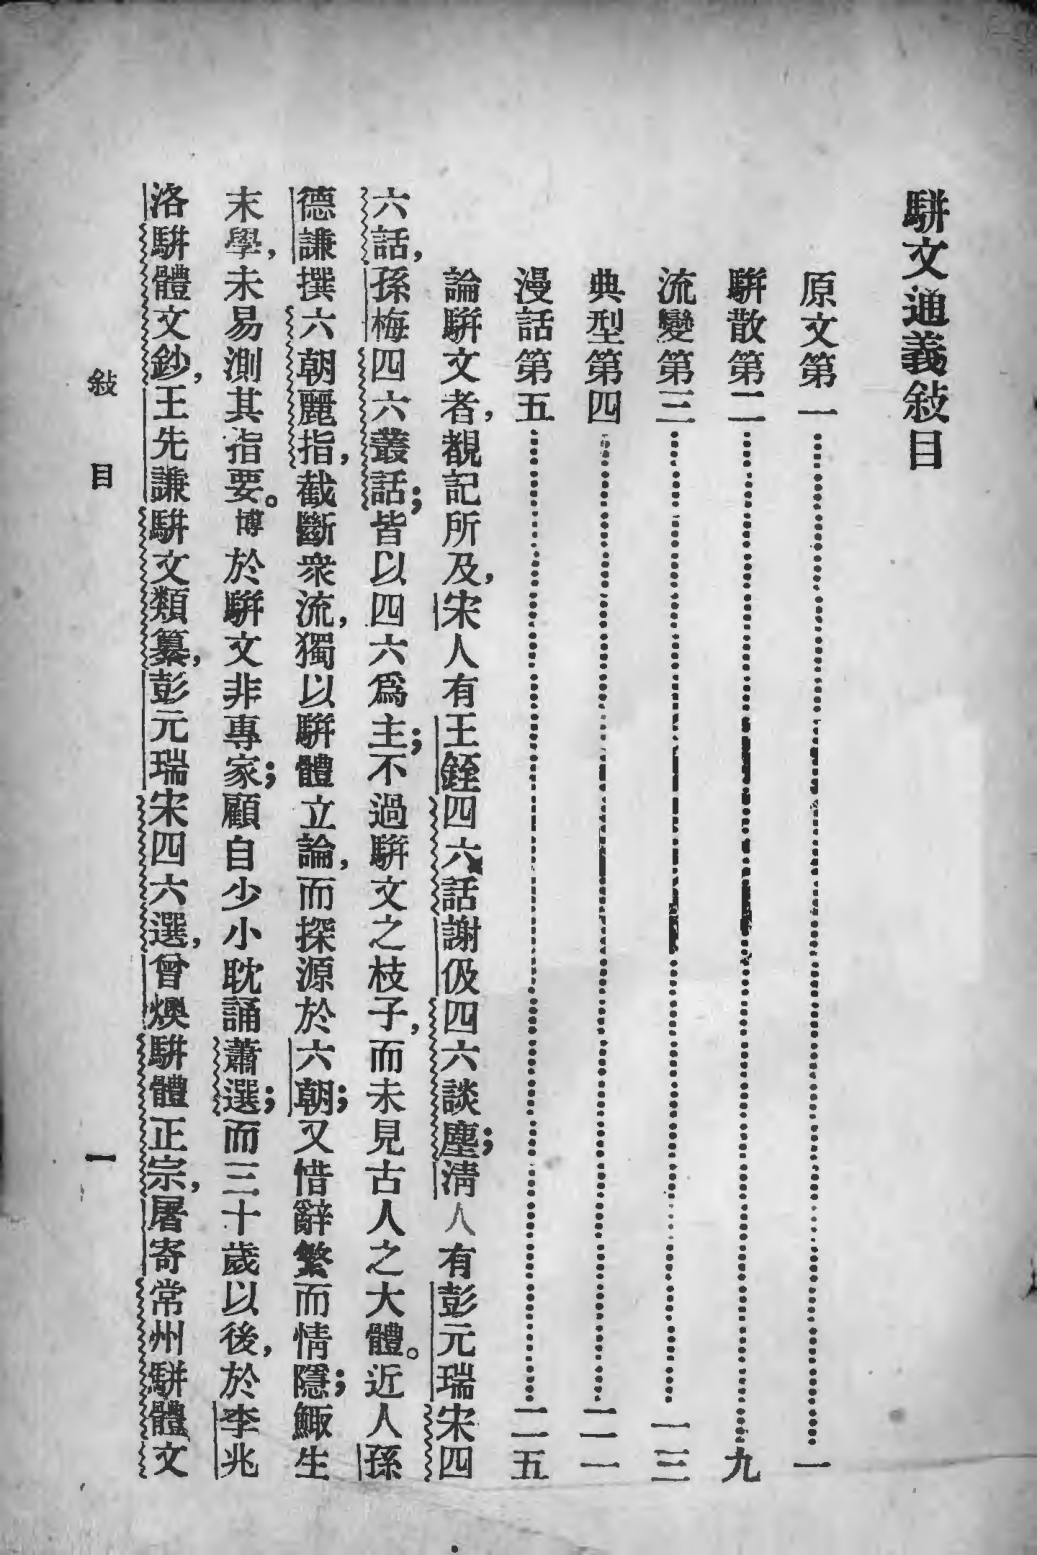 駢文通義敍目
原文第一……一
駢散第二……九
流變第三……一三
典型第四……二一
漫話第五……二五
論駢文者，覩記所及，宋人有王銍四六話謝伋四六談麈；淸人有彭元瑞宋四
六話，孫梅四六叢話；皆以四六爲主；不過駢文之枝子，而未見古人之大體。近人孫
德謙撰六朝麗指，截斷衆流，獨以駢體立論，而探源於六朝；又惜辭繁而情隱；鯫生
末學，未易測其指要。博於駢文非專家；顧自少小耽誦蕭選；而三十歲以後，於李兆
洛駢體文鈔，王先謙駢文類纂，彭元瑞宋四六選，曾燠駢體正宗，屠寄常州駢體文
敍目
一